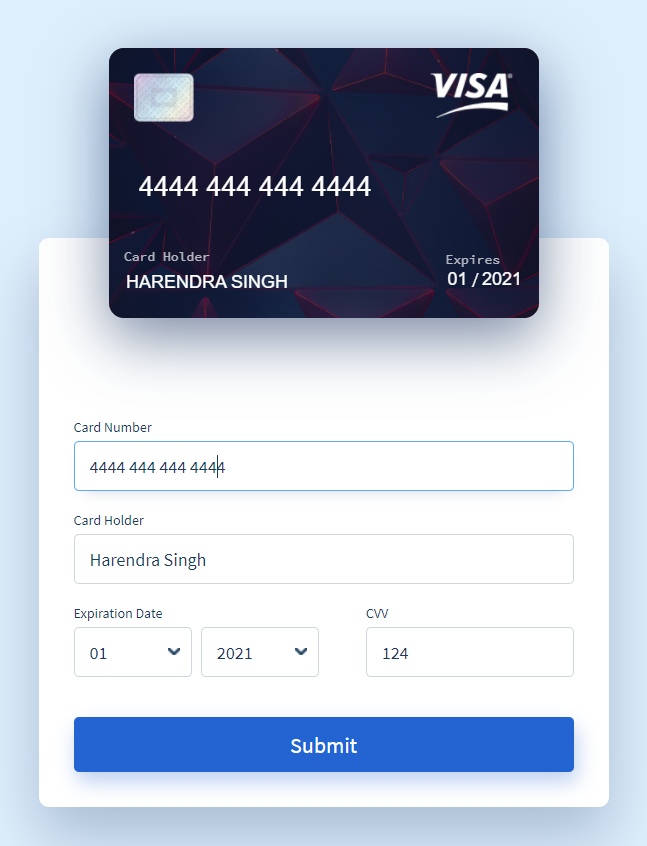 VISA
4444 444 444 4444
Card Holder
Expires
HARENDRA SINGH
01 / 2021
Card Number
4444 444 444 4444
Card Holder
Harendra Singh
Expiration Date
CVV
01
2021
124
Submit